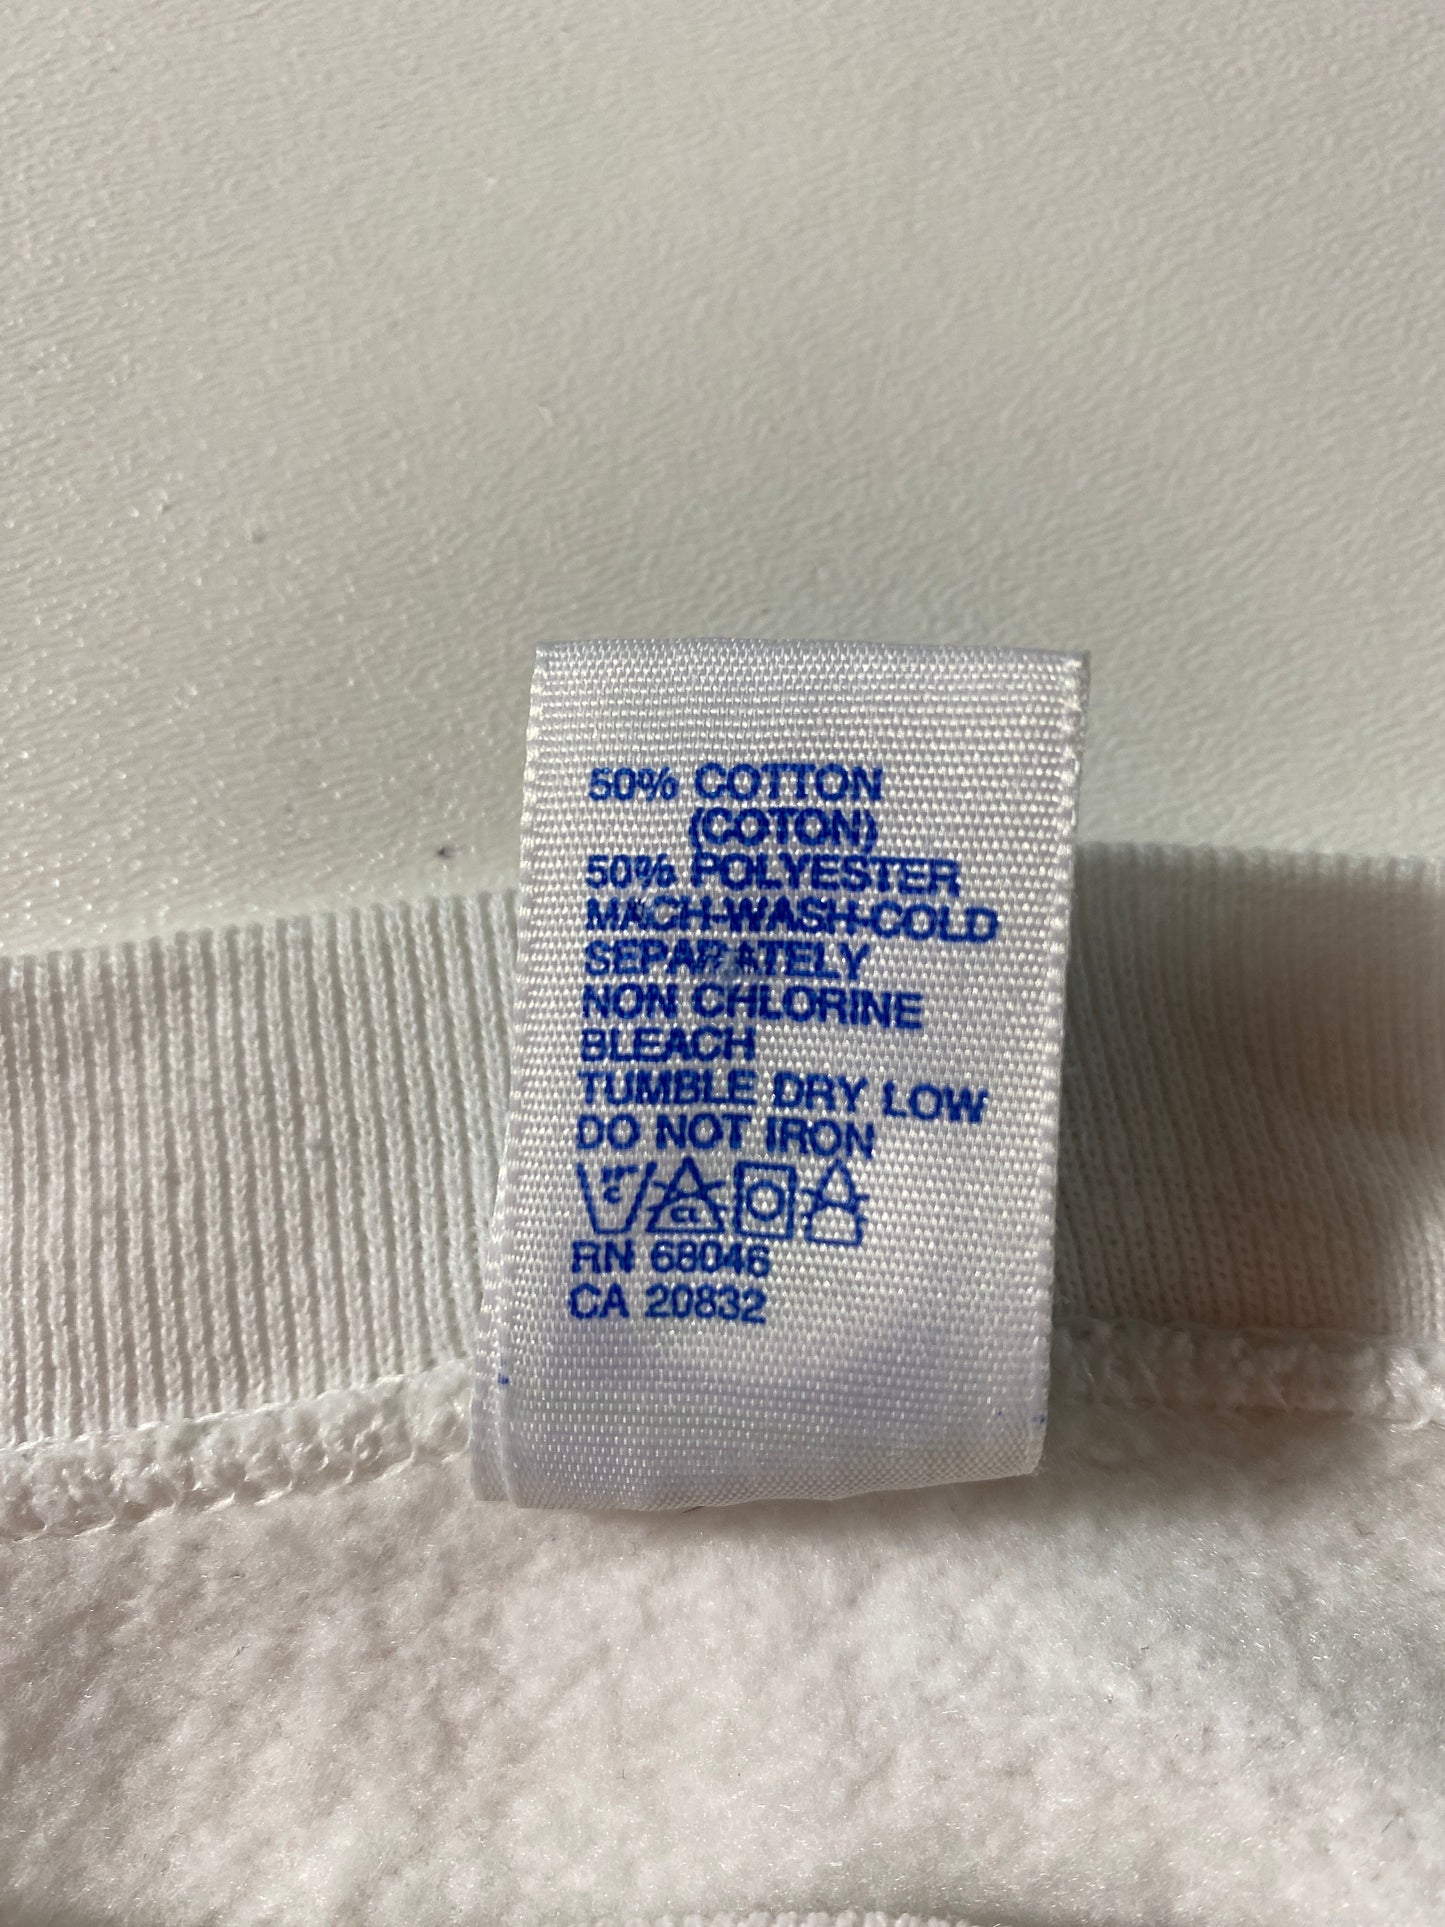 50% COTTON
(COTON)
50% POLYESTER
MACH-WASH-COLD
SEPARATELY
NON CHLORINE
BLEACH
TUMBLE DRY LOW
DO NOT IRON
C CL
RN 68046
CA 20832